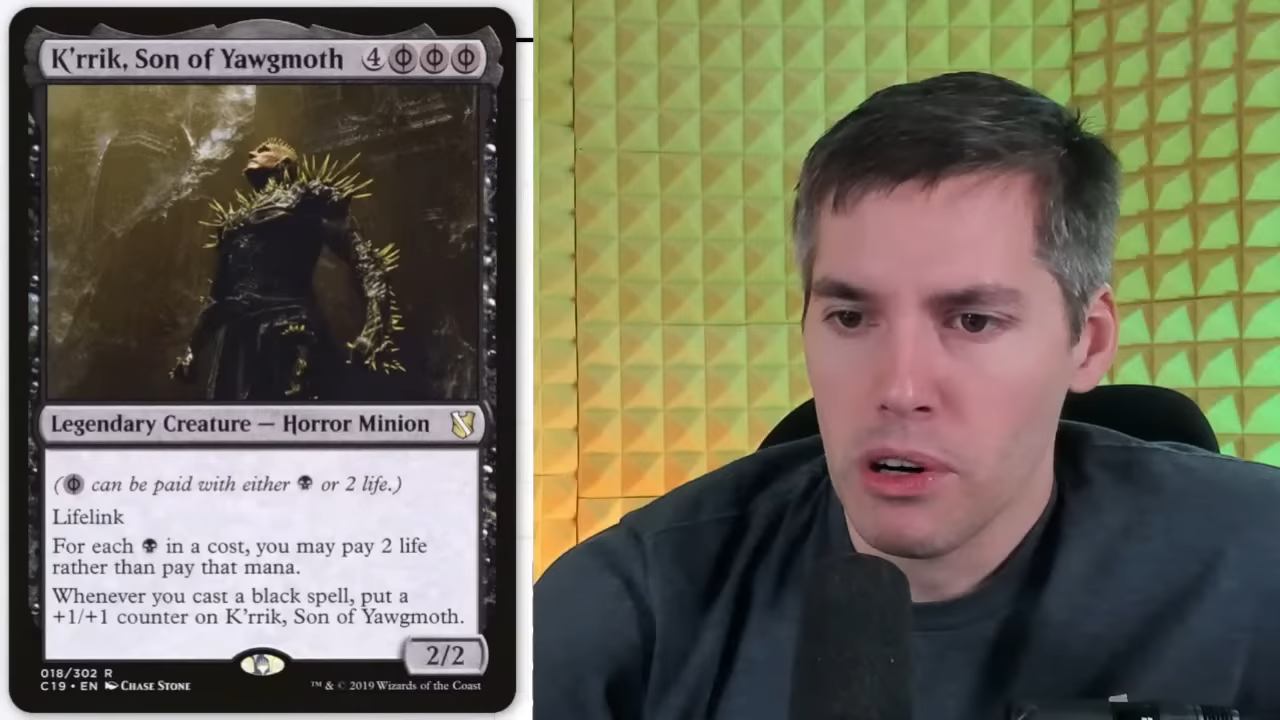 K'rrik, Son of Yawgmoth 4
Legendary Creature — Horror Minion
( can be paid with either or 2 life.)
Lifelink
For each in a cost, you may pay 2 life
rather than pay that mana.
Whenever you cast a black spell, put a
+1/+1 counter on K'rrik, Son of Yawgmoth.
2/2
018/302 R
C19 • EN CHASE STONE
™ & © 2019 Wizards of the Coast